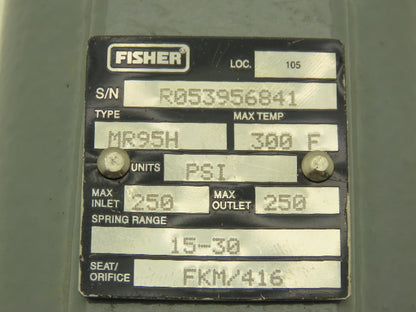 FISHER LOC. 105
S/N R053956841
TYPE MAX TEMP
MR95H 300 F
UNITS PSI
MAX INLET 250 MAX OUTLET 250
SPRING RANGE
15-30
SEAT/ORIFICE FKM/416